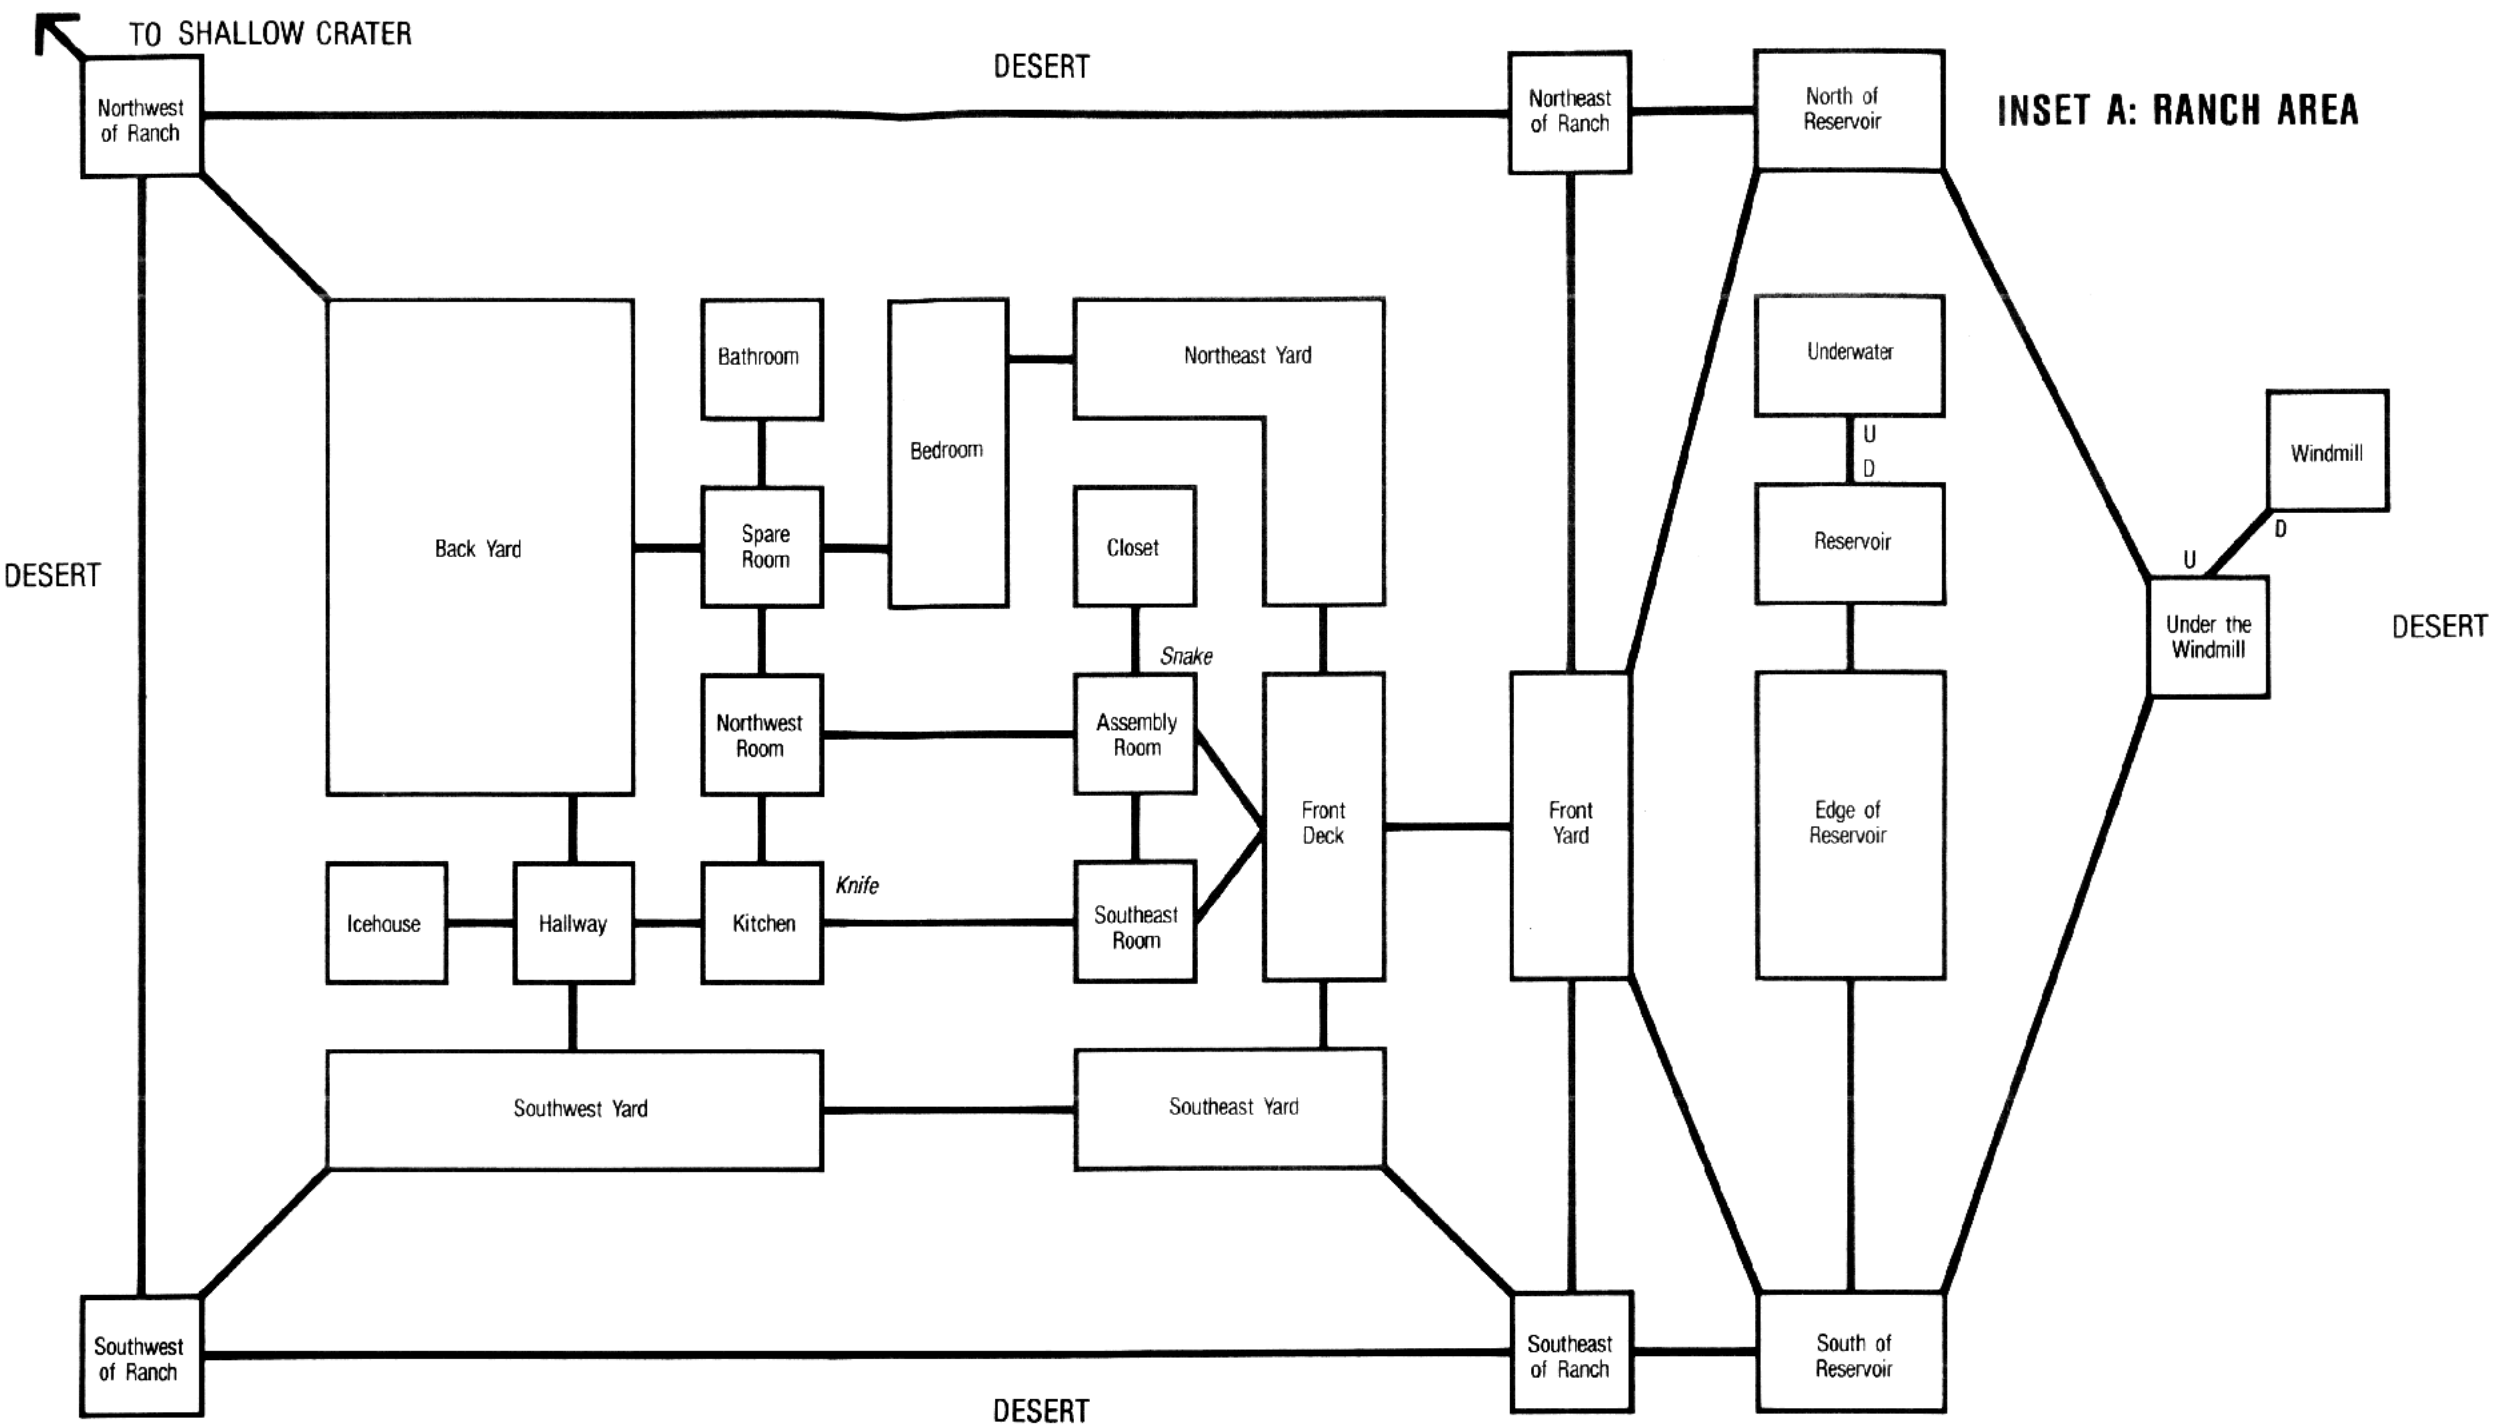 TO SHALLOW CRATER
DESERT
INSET A: RANCH AREA
Northwest
of Ranch
Northeast
of Ranch
North of
Reservoir
Bathroom
Bedroom
Northeast Yard
Underwater
U
D
Windmill
D
U
Back Yard
Spare
Room
Closet
Reservoir
DESERT
Under the
Windmill
DESERT
Snake
Northwest
Room
Assembly
Room
Front
Deck
Front
Yard
Edge of
Reservoir
Icehouse
Hallway
Kitchen
Knife
Southeast
Room
Southwest Yard
Southeast Yard
Southwest
of Ranch
Southeast
of Ranch
South of
Reservoir
DESERT